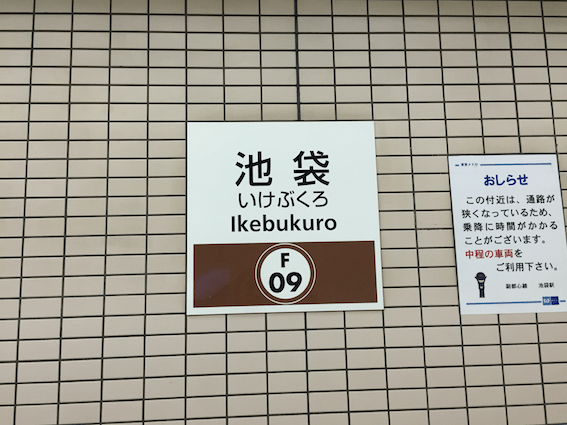 池袋
いけぶくろ
Ikebukuro
F
09
おしらせ
この付近は、通路が
狭くなっているため、
乗降に時間がかかる
ことがございます。
中程の車両を
ご利用下さい。
副都心線 池袋駅